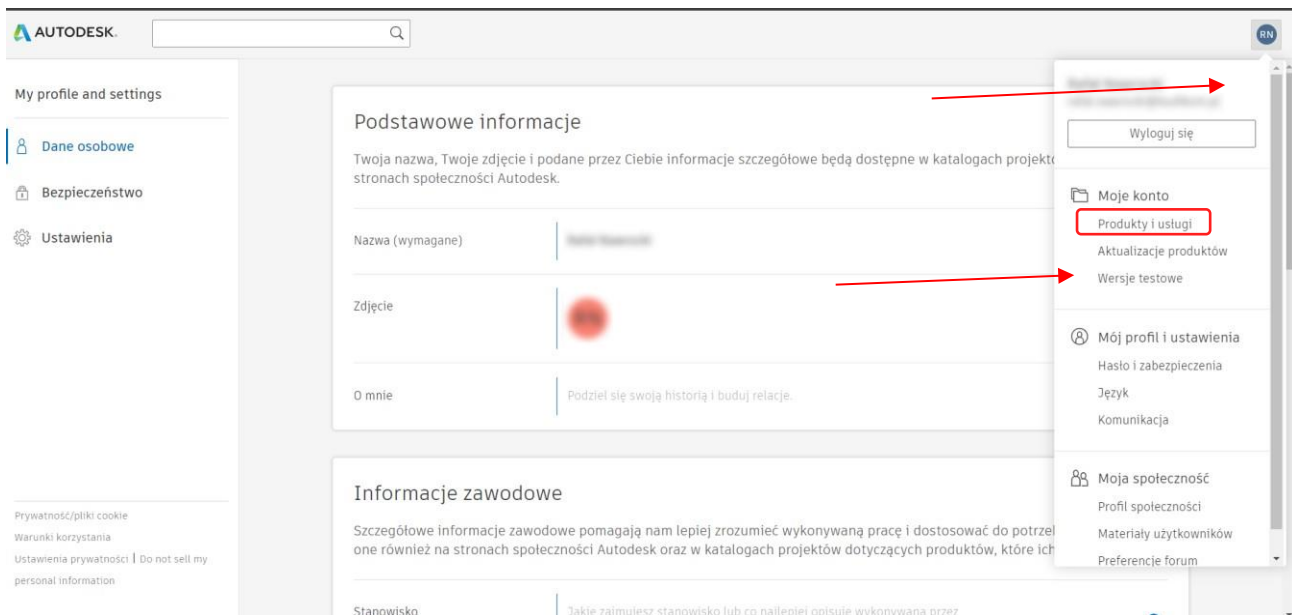 AUTODESK.
RN
My profile and settings
Dane osobowe
Bezpieczeństwo
Ustawienia
Prywatność/pliki cookie
Warunki korzystania
Ustawienia prywatności | Do not sell my
personal information
Podstawowe informacje
Twoja nazwa, Twoje zdjęcie i podane przez Ciebie informacje szczegółowe będą dostępne w katalogach
stronach społeczności Autodesk.
Nazwa (wymagane)
Zdjęcie
O mnie
Podziel się swoją historią i buduj relacje.
Informacje zawodowe
Szczegółowe informacje zawodowe pomagają nam lepiej zrozumieć wykonywaną pracę i dostosować do
one również na stronach społeczności Autodesk oraz w katalogach projektów dotyczących produktów, które
Stanowisko
Jakie zajmujesz stanowisko lub co najlepiej opisuje wykonywaną przez
Wyloguj się
Moje konto
Produkty i usługi
Aktualizacje produktów
Wersje testowe
Mój profil i ustawienia
Hasło i zabezpieczenia
Język
Komunikacja
Moja społeczność
Profil społeczności
Materiały użytkowników
Preferencje forum